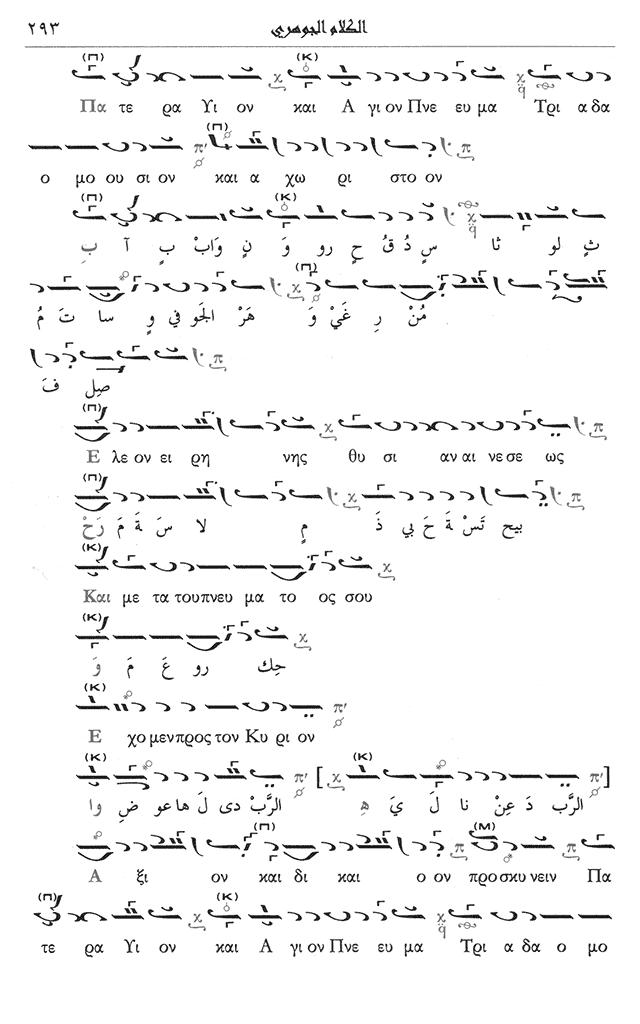 الكلام الجوهري ٢٩٣
Πα τε ρα Υι ον και Α γι ον Πνε ευ μα Τρι α δα
ο μο ου σι ον και α χω ρι στο ον
بِ آ بٍ وَابْ نٍ وَ رو حٍ قُ دُ سٍ ثا لو ثٍ
مُ تَ سا وٍ في الجَو هَرْ وَ غَيْ رِ مُنْ
فَ صِل
Ε λε ον ει ρη νης θυ σι αν αι νε σε ως
رَحْ مَ ةَ سَ لا مٍ ذَ بي حَ ةَ تَسْ بيح
Και με τα του πνευ μα το ος σου
وَ مَ عَ رو حِك
Ε χο μεν προς τον Κυ ρι ον
وا ضِ عو ها لَ دى الرَّبْ [هِ يَ لَ نا عِنْ دَ الرَّبّ]
Α ξι ον και δι και ο ον προ σκυ νειν Πα
τε ρα Υι ον και Α γι ον Πνε ευ μα Τρι α δα ο μο